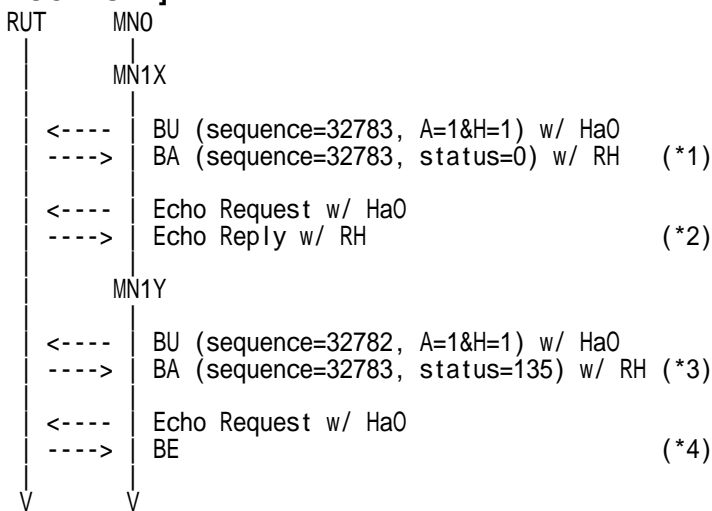 RUT MN0
MN1X
<---- BU (sequence=32783, A=1&H=1) w/ HaO
----> BA (sequence=32783, status=0) w/ RH (*1)
<---- Echo Request w/ HaO
----> Echo Reply w/ RH (*2)
MN1Y
<---- BU (sequence=32782, A=1&H=1) w/ HaO
----> BA (sequence=32783, status=135) w/ RH (*3)
<---- Echo Request w/ HaO
----> BE (*4)
V V